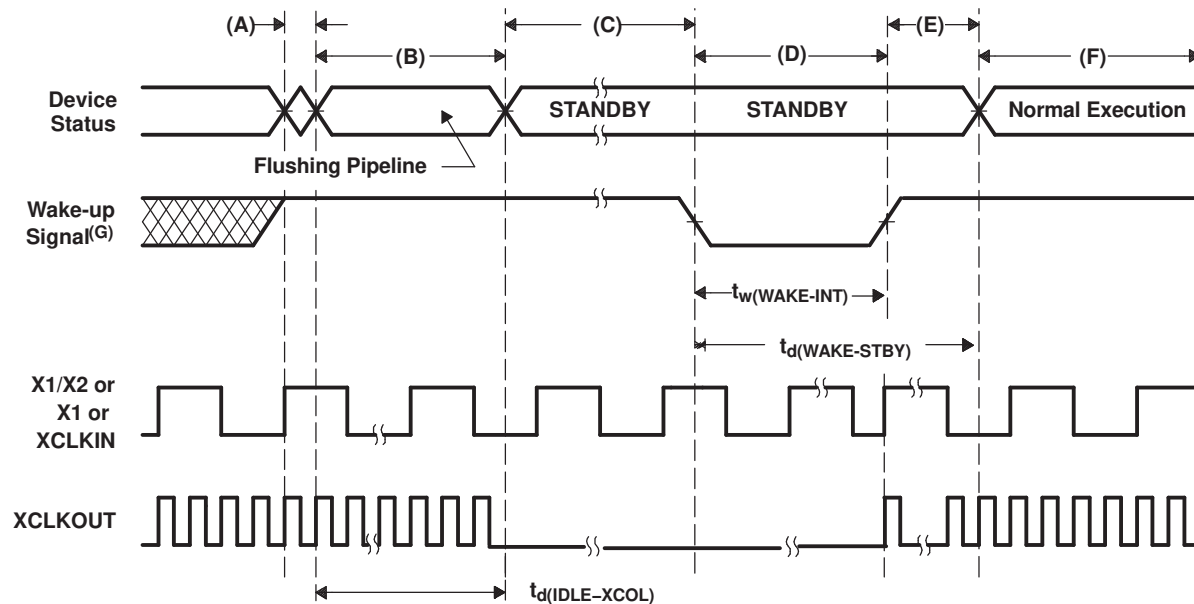 (A)
(B)
(C)
(D)
(E)
(F)
Device
Status
STANDBY
STANDBY
Normal Execution
Flushing Pipeline
Wake-up
Signal(G)
tw(WAKE-INT)
td(WAKE-STBY)
X1/X2 or
X1 or
XCLKIN
XCLKOUT
td(IDLE–XCOL)